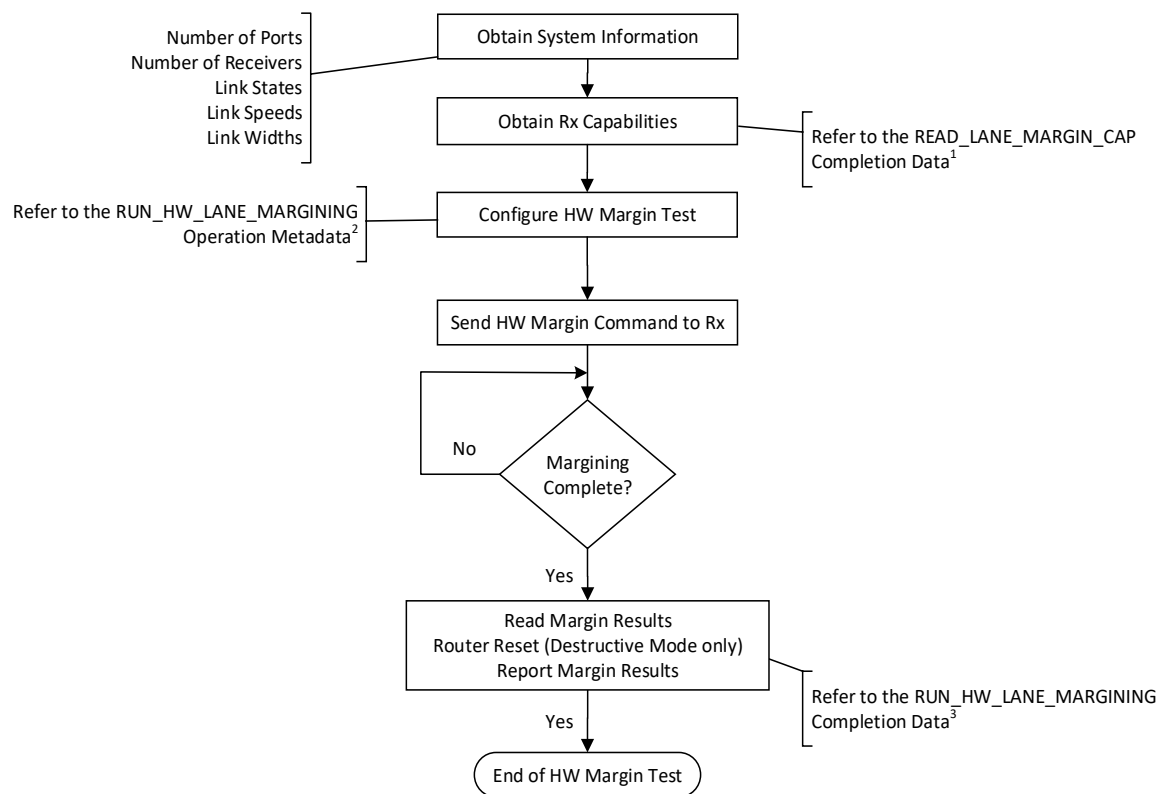 Number of Ports
Number of Receivers
Link States
Link Speeds
Link Widths
Obtain System Information
Obtain Rx Capabilities
Refer to the READ_LANE_MARGIN_CAP
Completion Data1
Refer to the RUN_HW_LANE_MARGINING
Operation Metadata2
Configure HW Margin Test
Send HW Margin Command to Rx
No
Margining
Complete?
Yes
Read Margin Results
Router Reset (Destructive Mode only)
Report Margin Results
Refer to the RUN_HW_LANE_MARGINING
Completion Data3
Yes
End of HW Margin Test